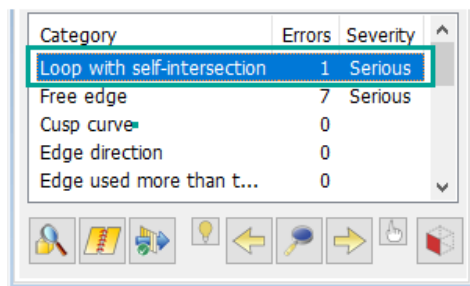 Category Errors Severity
Loop with self-intersection 1 Serious
Free edge 7 Serious
Cusp curve 0
Edge direction 0
Edge used more than t... 0